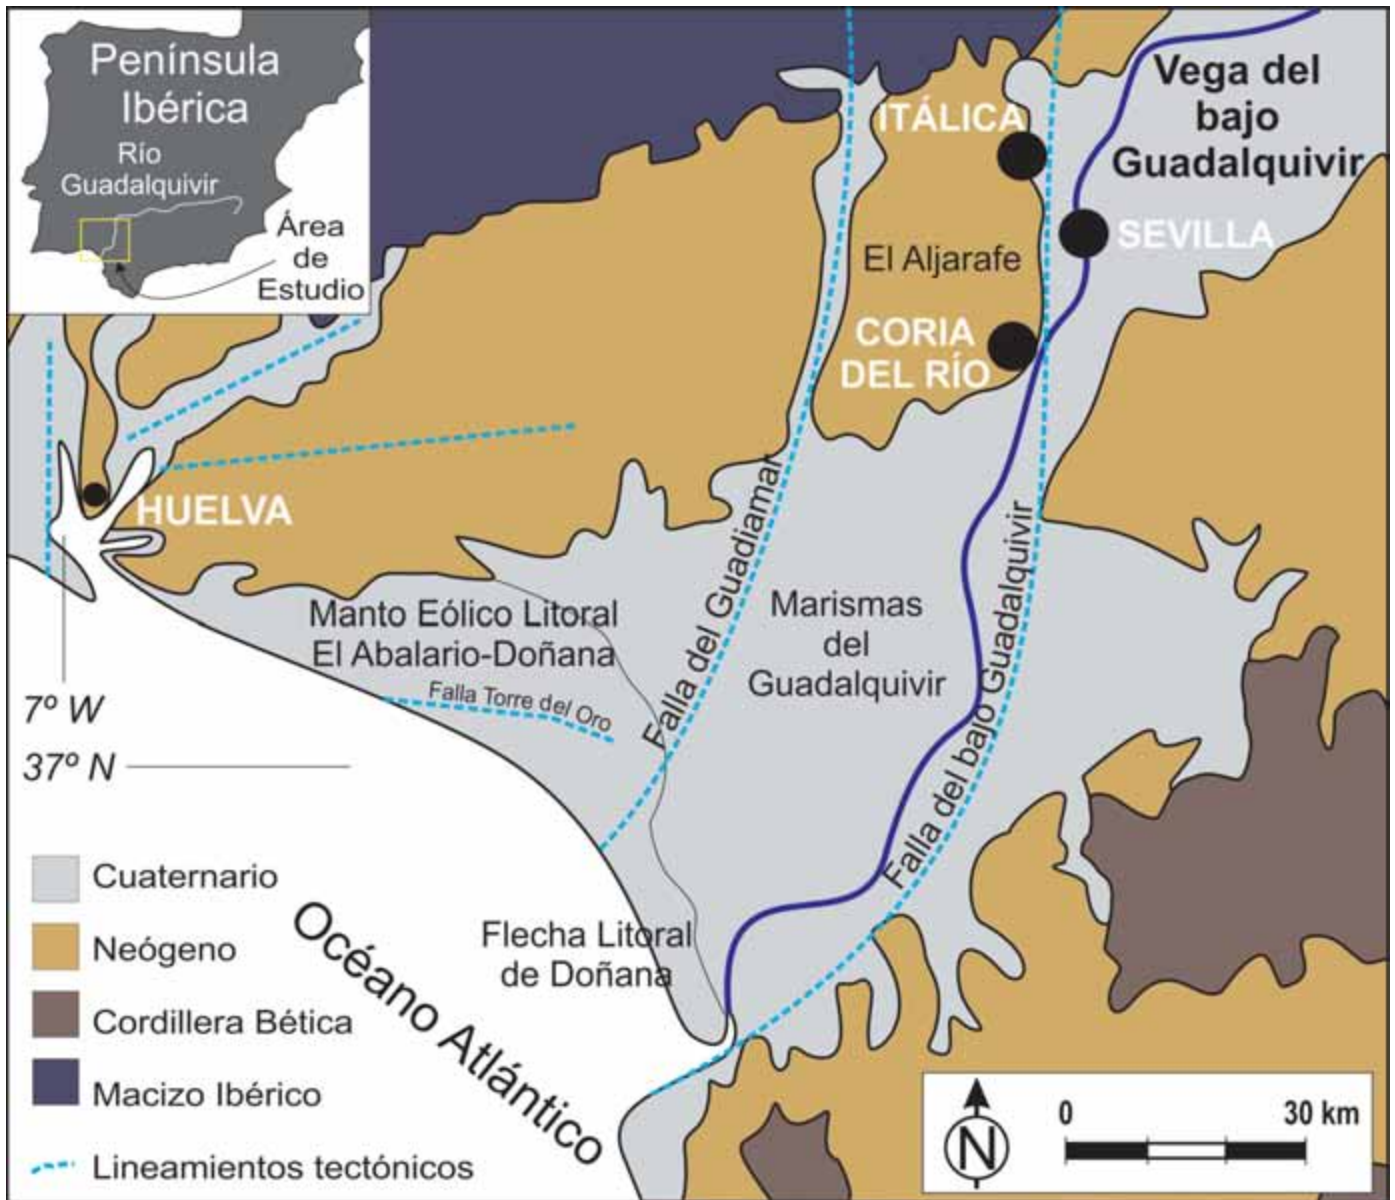 Península
Ibérica
Río
Guadalquivir
Área
de
Estudio
Vega del
bajo
Guadalquivir
ITÁLICA
SEVILLA
El Aljarafe
CORIA
DEL RÍO
HUELVA
Manto Eólico Litoral
El Abalario-Doñana
Falla Torre del Oro
Falla del Guadiamar
Marismas
del
Guadalquivir
Falla del bajo Guadalquivir
7º W
37º N
Flecha Litoral
de Doñana
Océano Atlántico
Cuaternario
Neógeno
Cordillera Bética
Macizo Ibérico
Lineamientos tectónicos
N
0 30 km